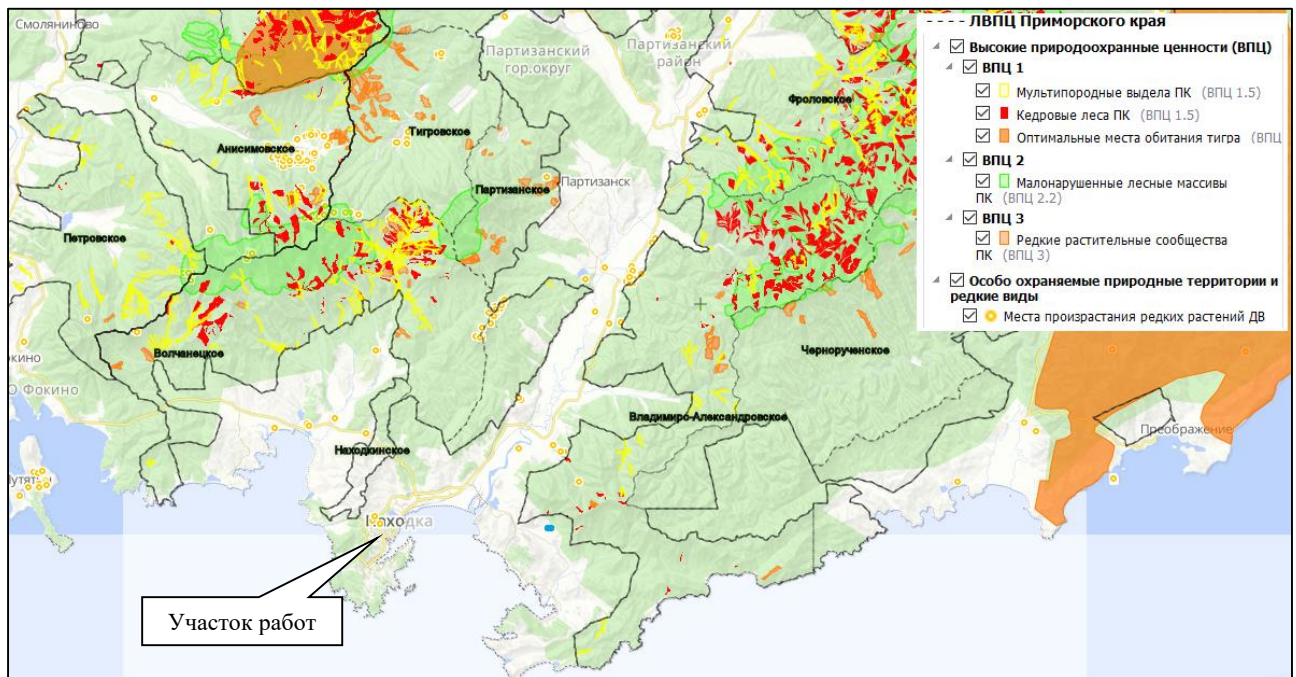 Смоляниново
Партизанский
гор.округ
Партизанский
район
Фроловское
Тигровское
Анисимовское
Партизанское
Партизанск
Петровское
Волчанецкое
Чернорученское
О Фокино
Владимиро-Александровское
Преображение
Находкинское
Находка
Участок работ
---- ЛВПЦ Приморского края
Высокие природоохранные ценности (ВПЦ)
ВПЦ 1
Мультипородные выдела ПК (ВПЦ 1.5)
Кедровые леса ПК (ВПЦ 1.5)
Оптимальные места обитания тигра (ВПЦ
ВПЦ 2
Малонарушенные лесные массивы
ПК (ВПЦ 2.2)
ВПЦ 3
Редкие растительные сообщества
ПК (ВПЦ 3)
Особо охраняемые природные территории и
редкие виды
Места произрастания редких растений ДВ